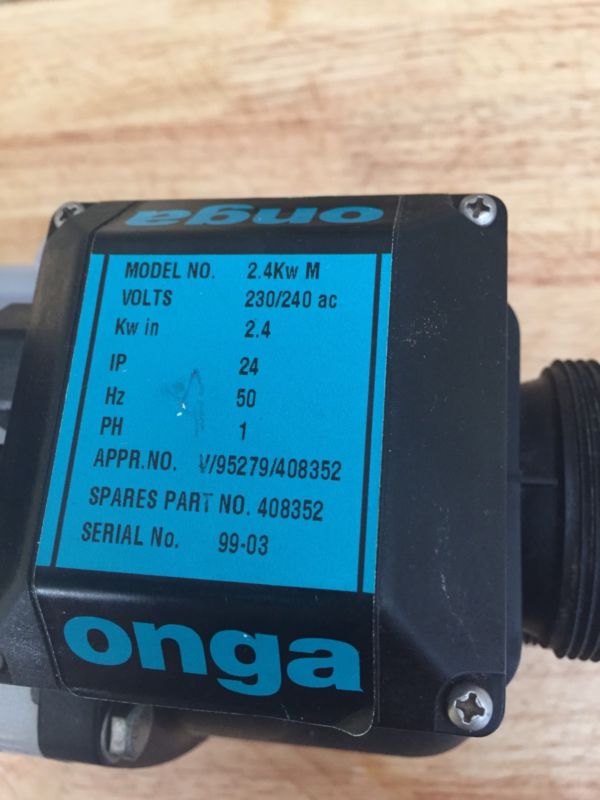 onga
MODEL NO. 2.4Kw M
VOLTS 230/240 ac
Kw in 2.4
IP 24
Hz 50
PH 1
APPR.NO. V/95279/408352
SPARES PART NO. 408352
SERIAL No. 99-03
onga